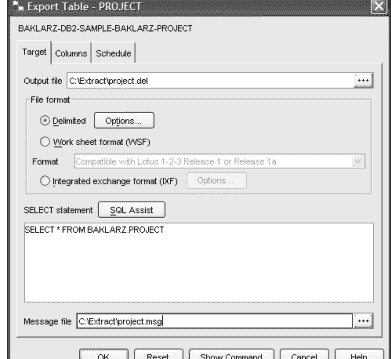 Export Table - PROJECT
BAKLARZ-DB2-SAMPLE-BAKLARZ-PROJECT
Target Columns Schedule
Output file C:\Extract\project.del ...
File format
Delimited Options...
Work sheet format (WSF)
Format Compatible with Lotus 1-2-3 Release 1 or Release 1a
Integrated exchange format (IXF) Options...
SELECT statement SQL Assist
SELECT * FROM BAKLARZ.PROJECT
Message file C:\Extract\project.msg ...
OK Reset Show Command Cancel Help